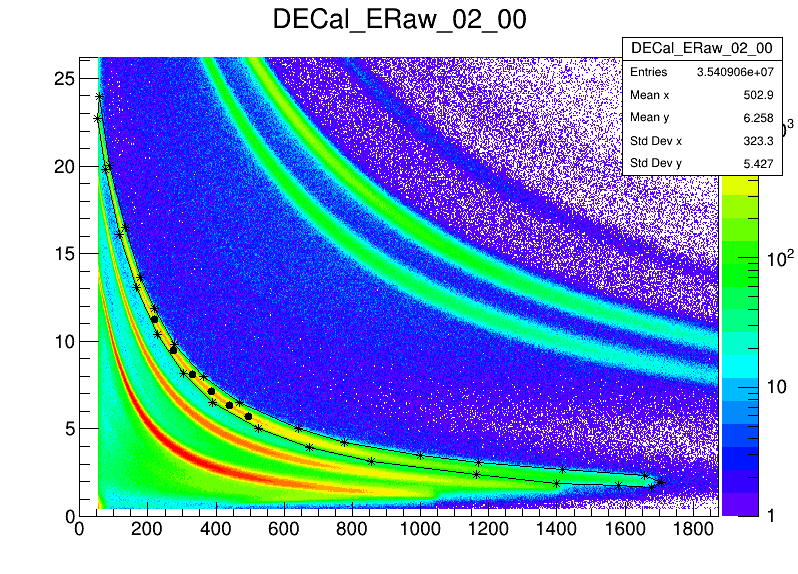 DECal_ERaw_02_00
DECal_ERaw_02_00
Entries 3.540906e+07
Mean x 502.9
Mean y 6.258
Std Dev x 323.3
Std Dev y 5.427
25
20
15
10
5
0
0 200 400 600 800 1000 1200 1400 1600 1800
10²
10
1